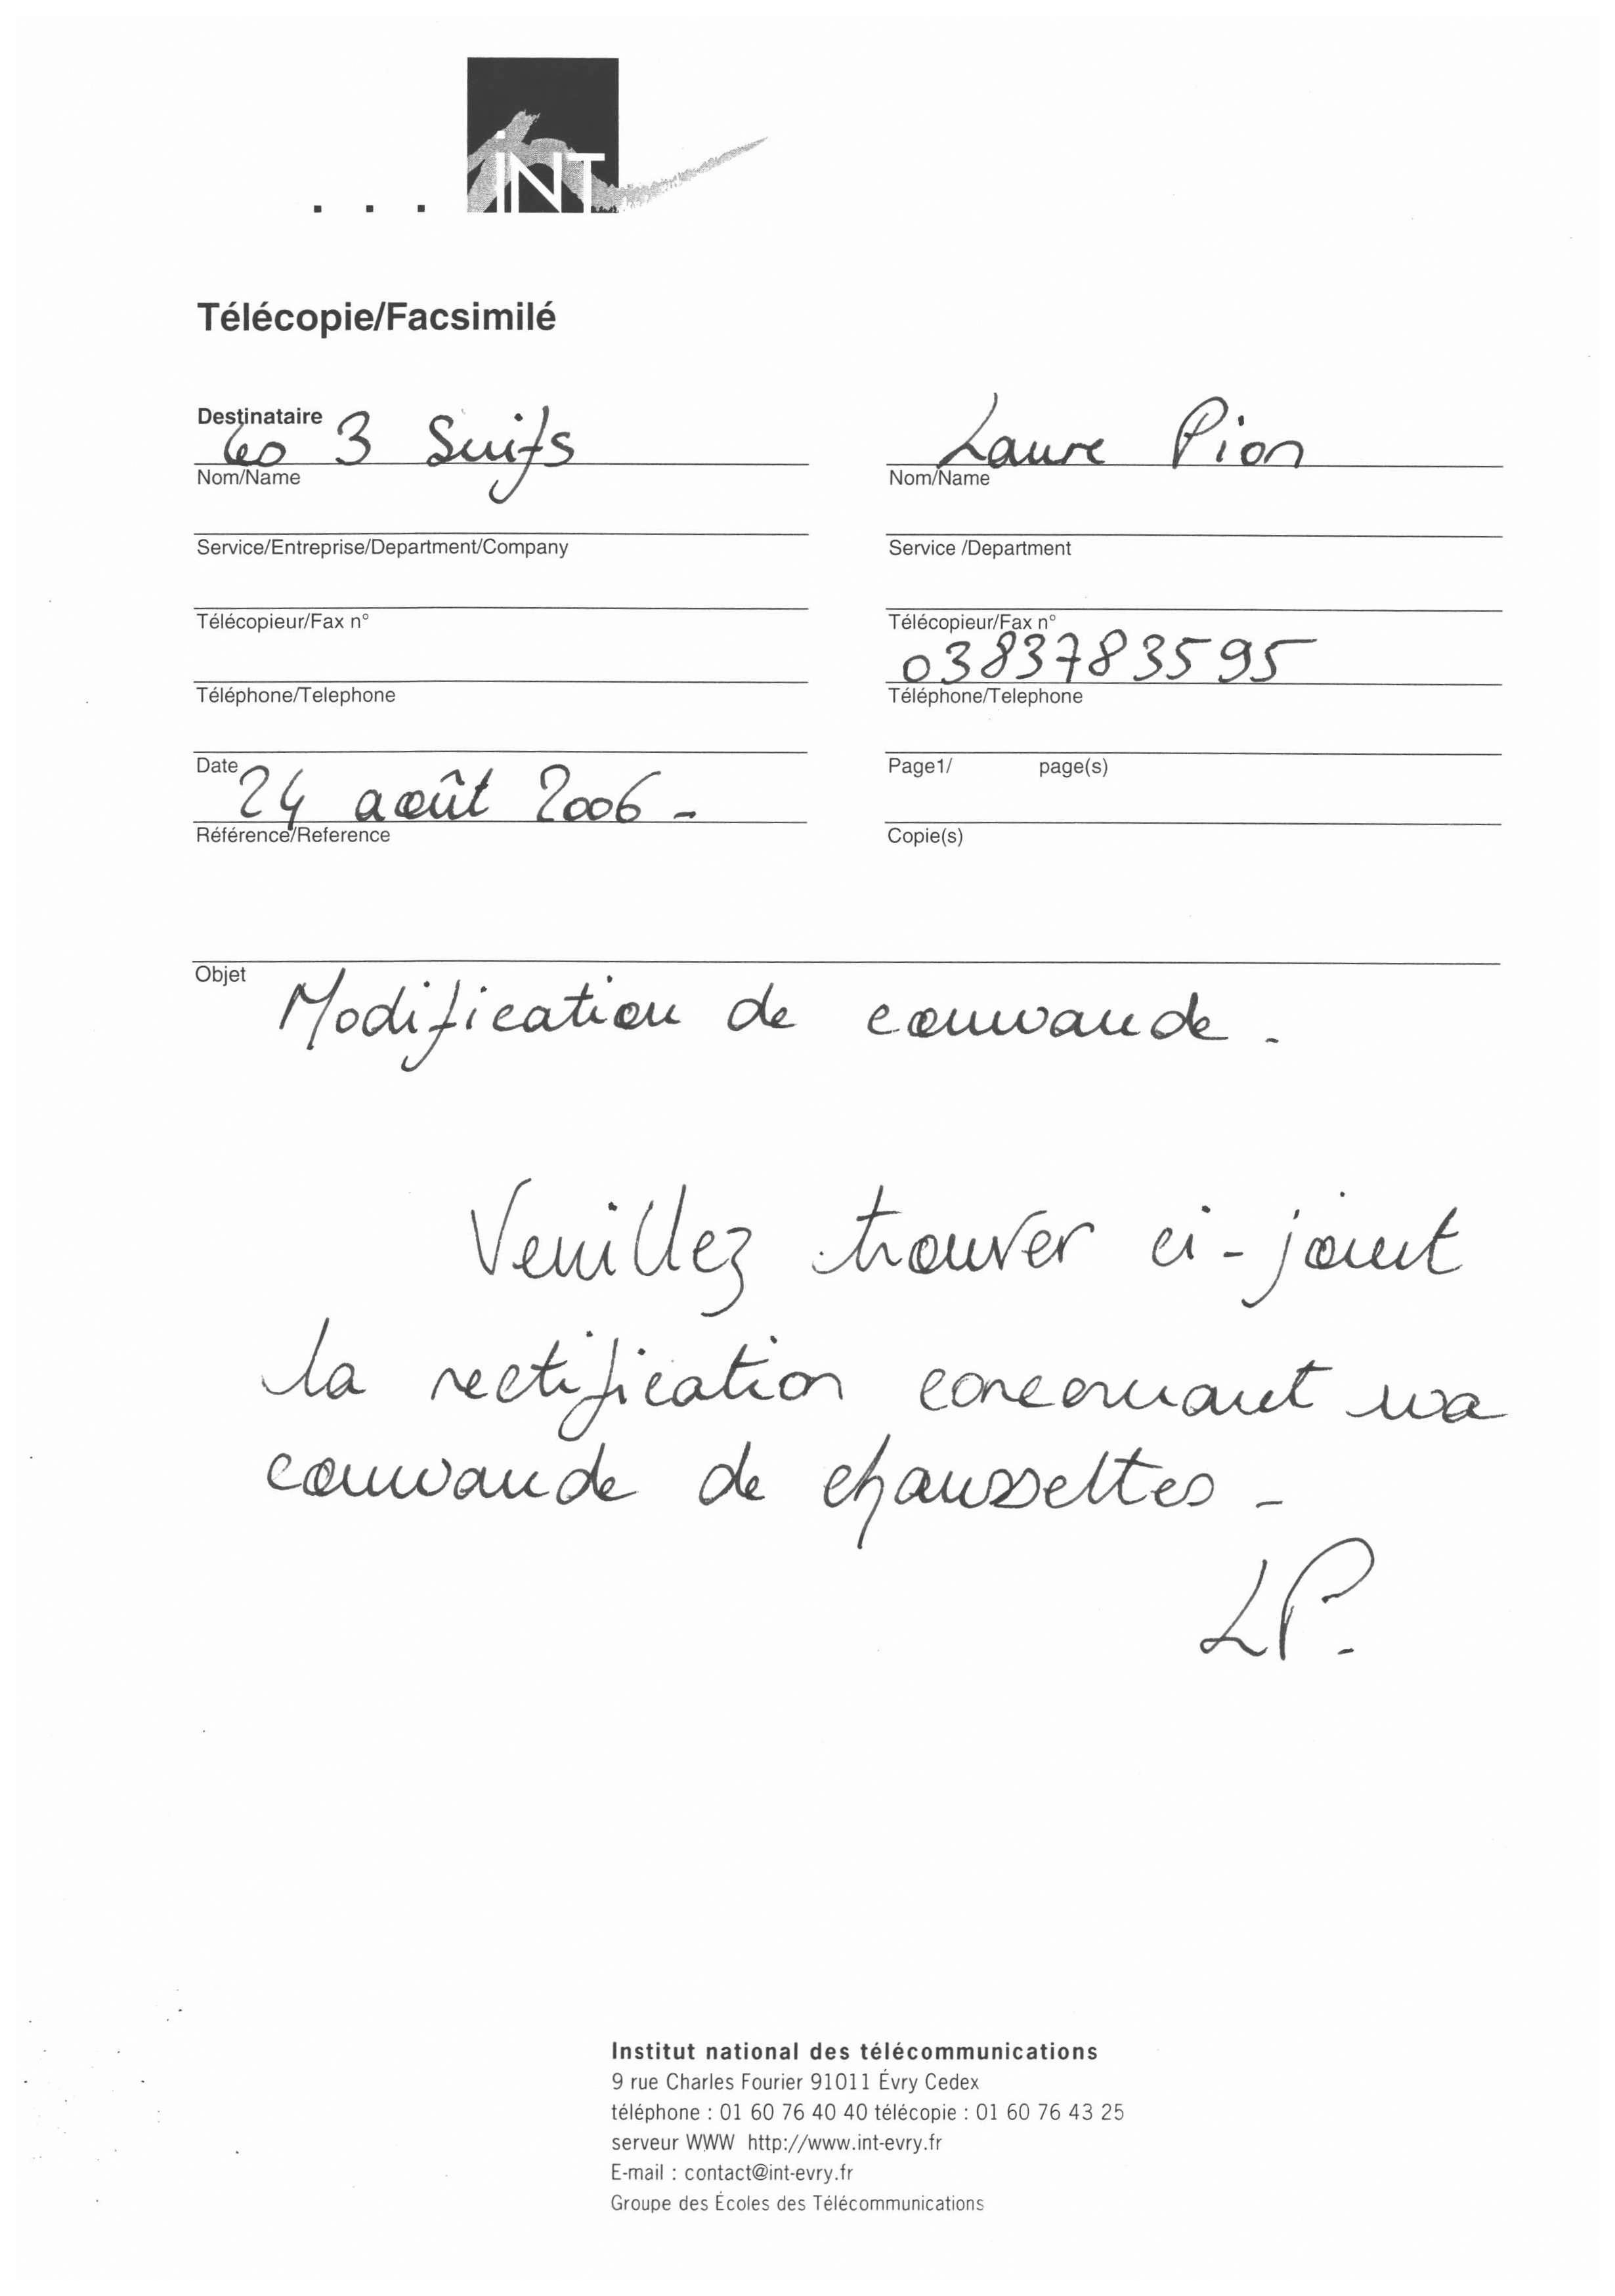 ... INT
Télécopie/Facsimilé
Destinataire
Les 3 Suifs
Nom/Name
Laure Pion
Nom/Name
Service/Entreprise/Department/Company
Service /Department
Télécopieur/Fax n°
Télécopieur/Fax n°
0383783595
Téléphone/Telephone
Téléphone/Telephone
Date
Page1/ page(s)
24 août 2006 -
Référence/Reference
Copie(s)
Objet
Modification de commande.
Veuillez trouver ci-joint
la rectification concernant ma
commande de chaussettes -
LP.
Institut national des télécommunications
9 rue Charles Fourier 91011 Évry Cedex
téléphone : 01 60 76 40 40 télécopie : 01 60 76 43 25
serveur WWW http://www.int-evry.fr
E-mail : contact@int-evry.fr
Groupe des Écoles des Télécommunications